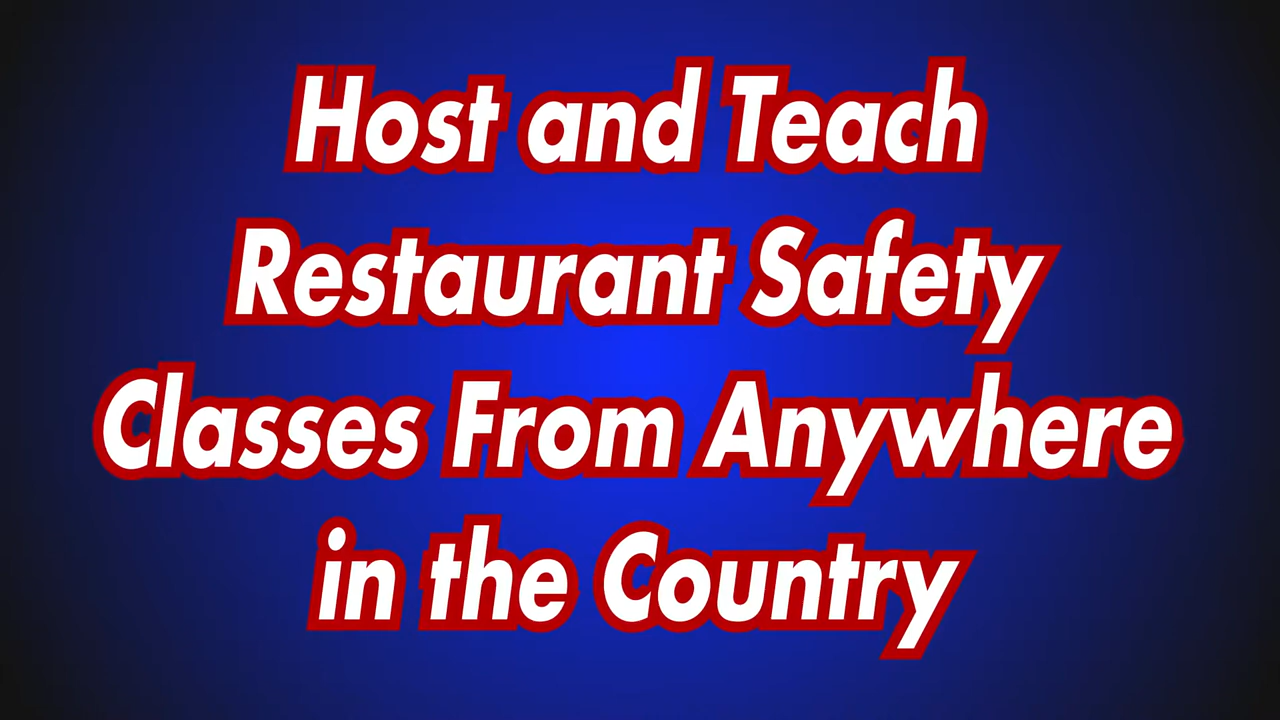 Host and Teach
Restaurant Safety
Classes From Anywhere
in the Country